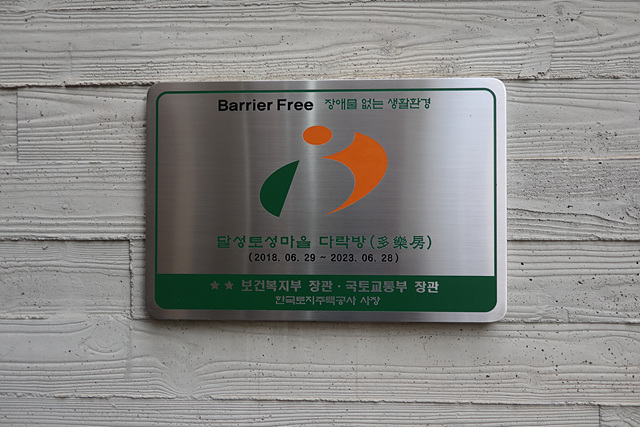 Barrier Free 장애물 없는 생활환경
달성토성마을 다락방(多樂房)
(2018. 06. 29 ~ 2023. 06. 28)
★★ 보건복지부 장관 · 국토교통부 장관
한국토지주택공사 사장